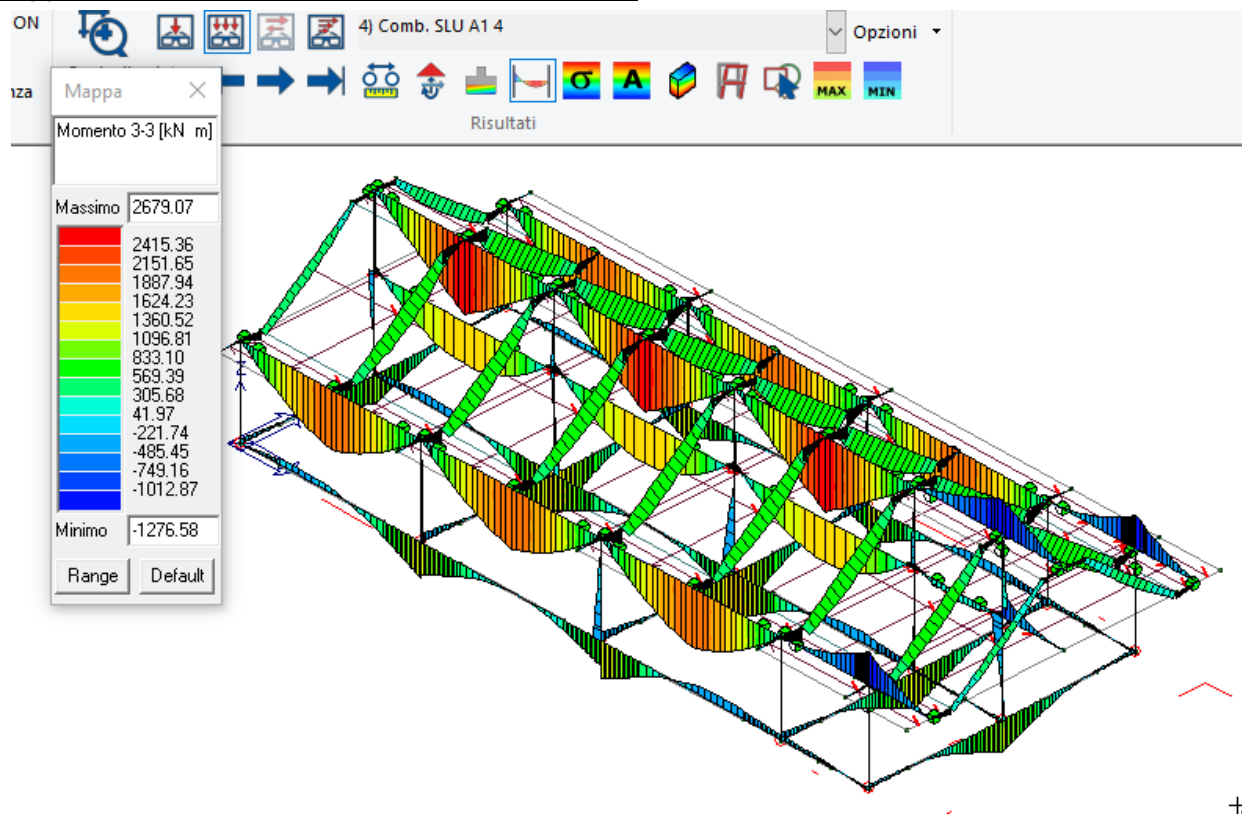 ON
4) Comb. SLU A1 4
Opzioni
nza
Mappa
σ
A
MAX
MIN
Risultati
Momento 3-3 [kN m]
Massimo 2679.07
2415.36
2151.65
1887.94
1624.23
1360.52
1096.81
833.10
569.39
305.68
41.97
-221.74
-485.45
-749.16
-1012.87
Minimo -1276.58
Range Default